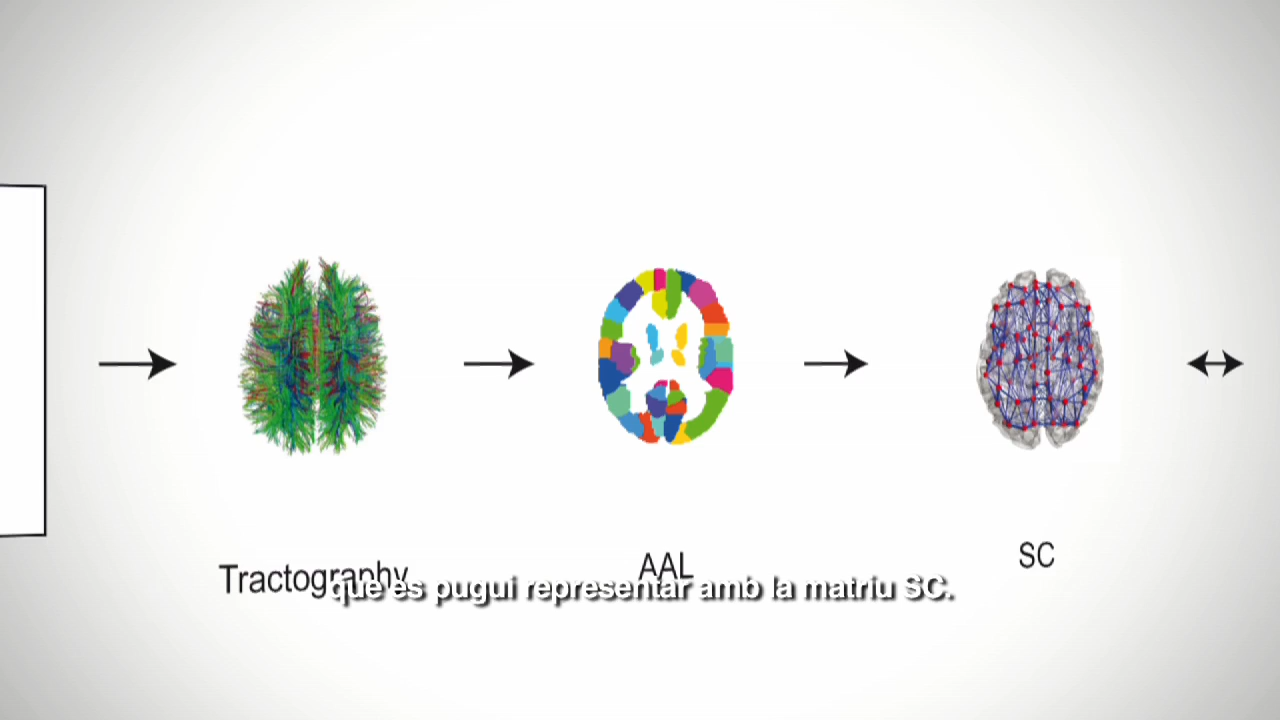 Tractography
AAL
SC
que es pugui representar amb la matriu SC.